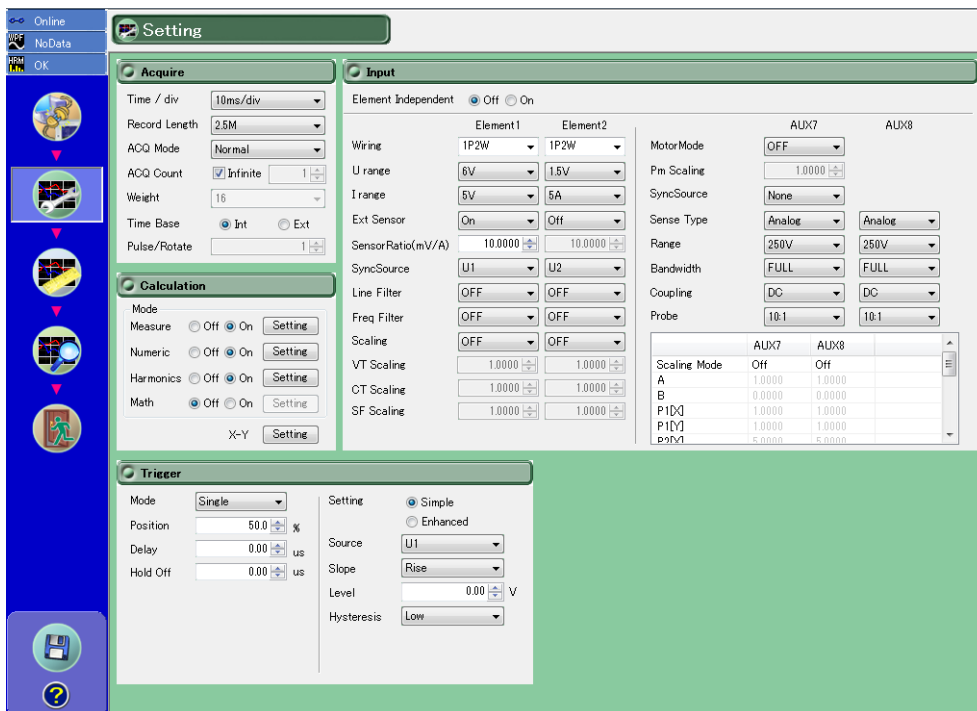 Online
WPF NoData
HRM OK
Setting
Acquire
Time / div 10ms/div
Record Length 2.5M
ACQ Mode Normal
ACQ Count Infinite 1
Weight 16
Time Base Int Ext
Pulse/Rotate 1
Calculation
Mode
Measure Off On Setting
Numeric Off On Setting
Harmonics Off On Setting
Math Off On Setting
X-Y Setting
Input
Element Independent Off On
Element1 Element2
Wiring 1P2W 1P2W
U range 6V 1.5V
I range 5V 5A
Ext Sensor On Off
SensorRatio(mV/A) 10.0000 10.0000
SyncSource U1 U2
Line Filter OFF OFF
Freq Filter OFF OFF
Scaling OFF OFF
VT Scaling 1.0000 1.0000
CT Scaling 1.0000 1.0000
SF Scaling 1.0000 1.0000
AUX7 AUX8
MotorMode OFF
Pm Scaling 1.0000
SyncSource None
Sense Type Analog Analog
Range 250V 250V
Bandwidth FULL FULL
Coupling DC DC
Probe 10:1 10:1
AUX7 AUX8
Scaling Mode Off Off
A 1.0000 1.0000
B 0.0000 0.0000
P1[X] 1.0000 1.0000
P1[Y] 1.0000 1.0000
P2[X] 5.0000 5.0000
Trigger
Mode Single
Position 50.0 %
Delay 0.00 us
Hold Off 0.00 us
Setting Simple
Enhanced
Source U1
Slope Rise
Level 0.00 V
Hysteresis Low
?